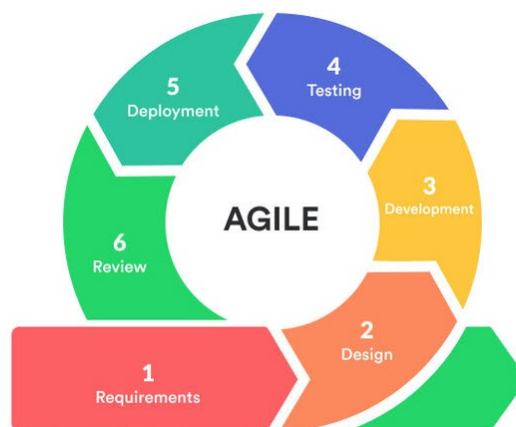 AGILE
1
Requirements
2
Design
3
Development
4
Testing
5
Deployment
6
Review